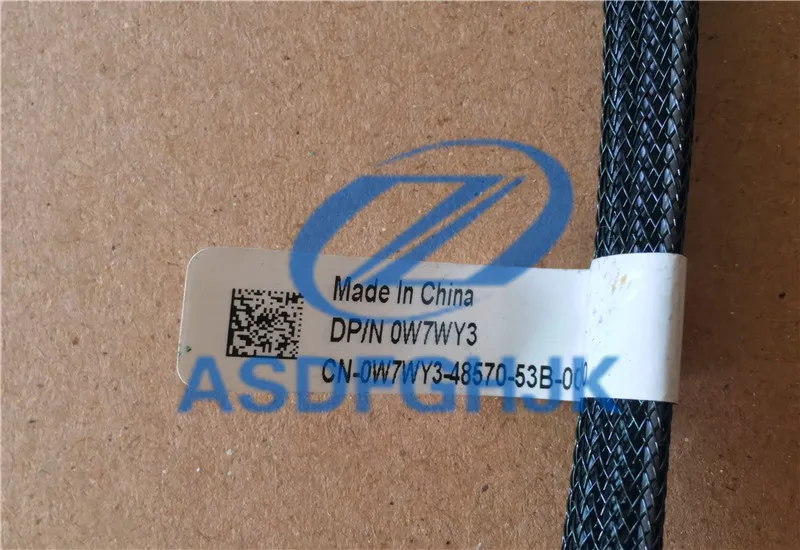 Made In China
DP/N 0W7WY3
CN-0W7WY3-48570-53B-00
ASDFGHJK